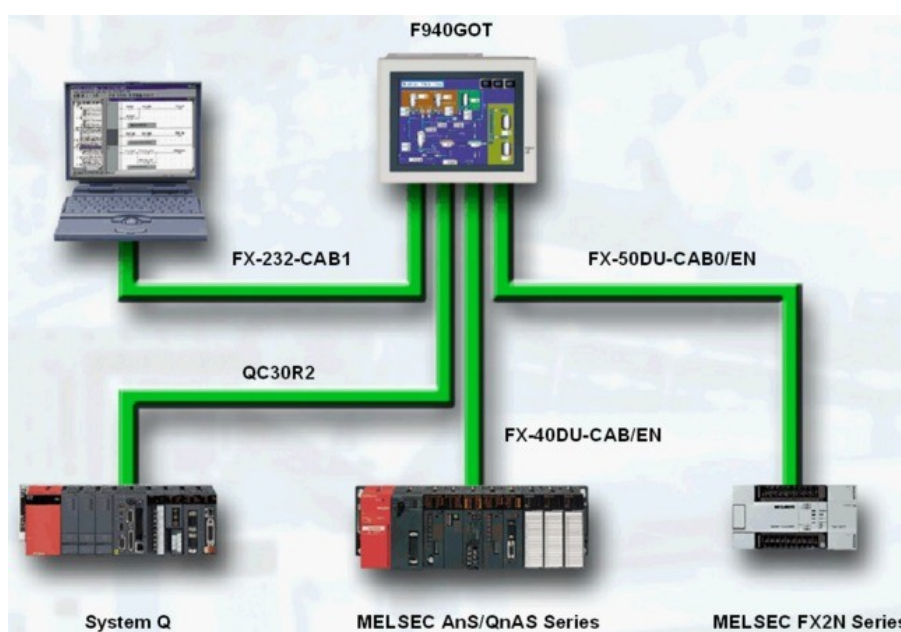 F940GOT
FX-232-CAB1
FX-50DU-CAB0/EN
QC30R2
FX-40DU-CAB/EN
System Q
MELSEC AnS/QnAS Series
MELSEC FX2N Series